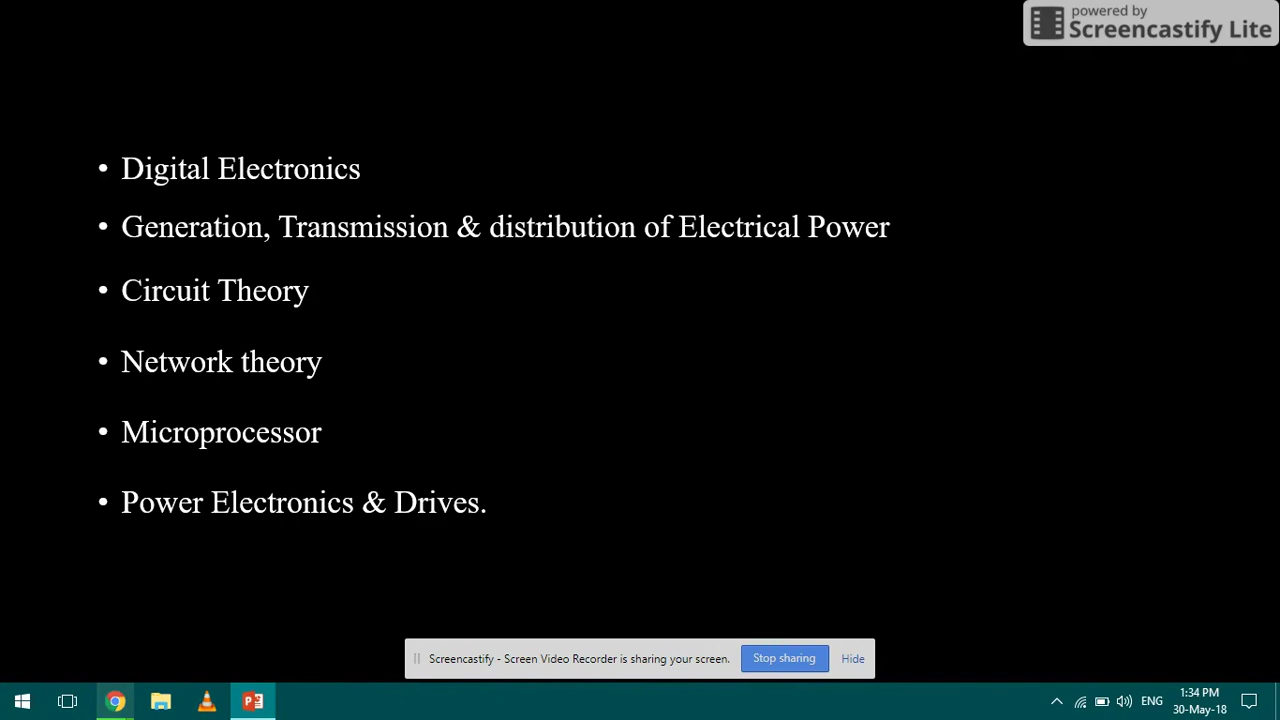 powered by
Screencastify Lite
• Digital Electronics
• Generation, Transmission & distribution of Electrical Power
• Circuit Theory
• Network theory
• Microprocessor
• Power Electronics & Drives.
Screencastify - Screen Video Recorder is sharing your screen. Stop sharing Hide
ENG
1:34 PM
30-May-18